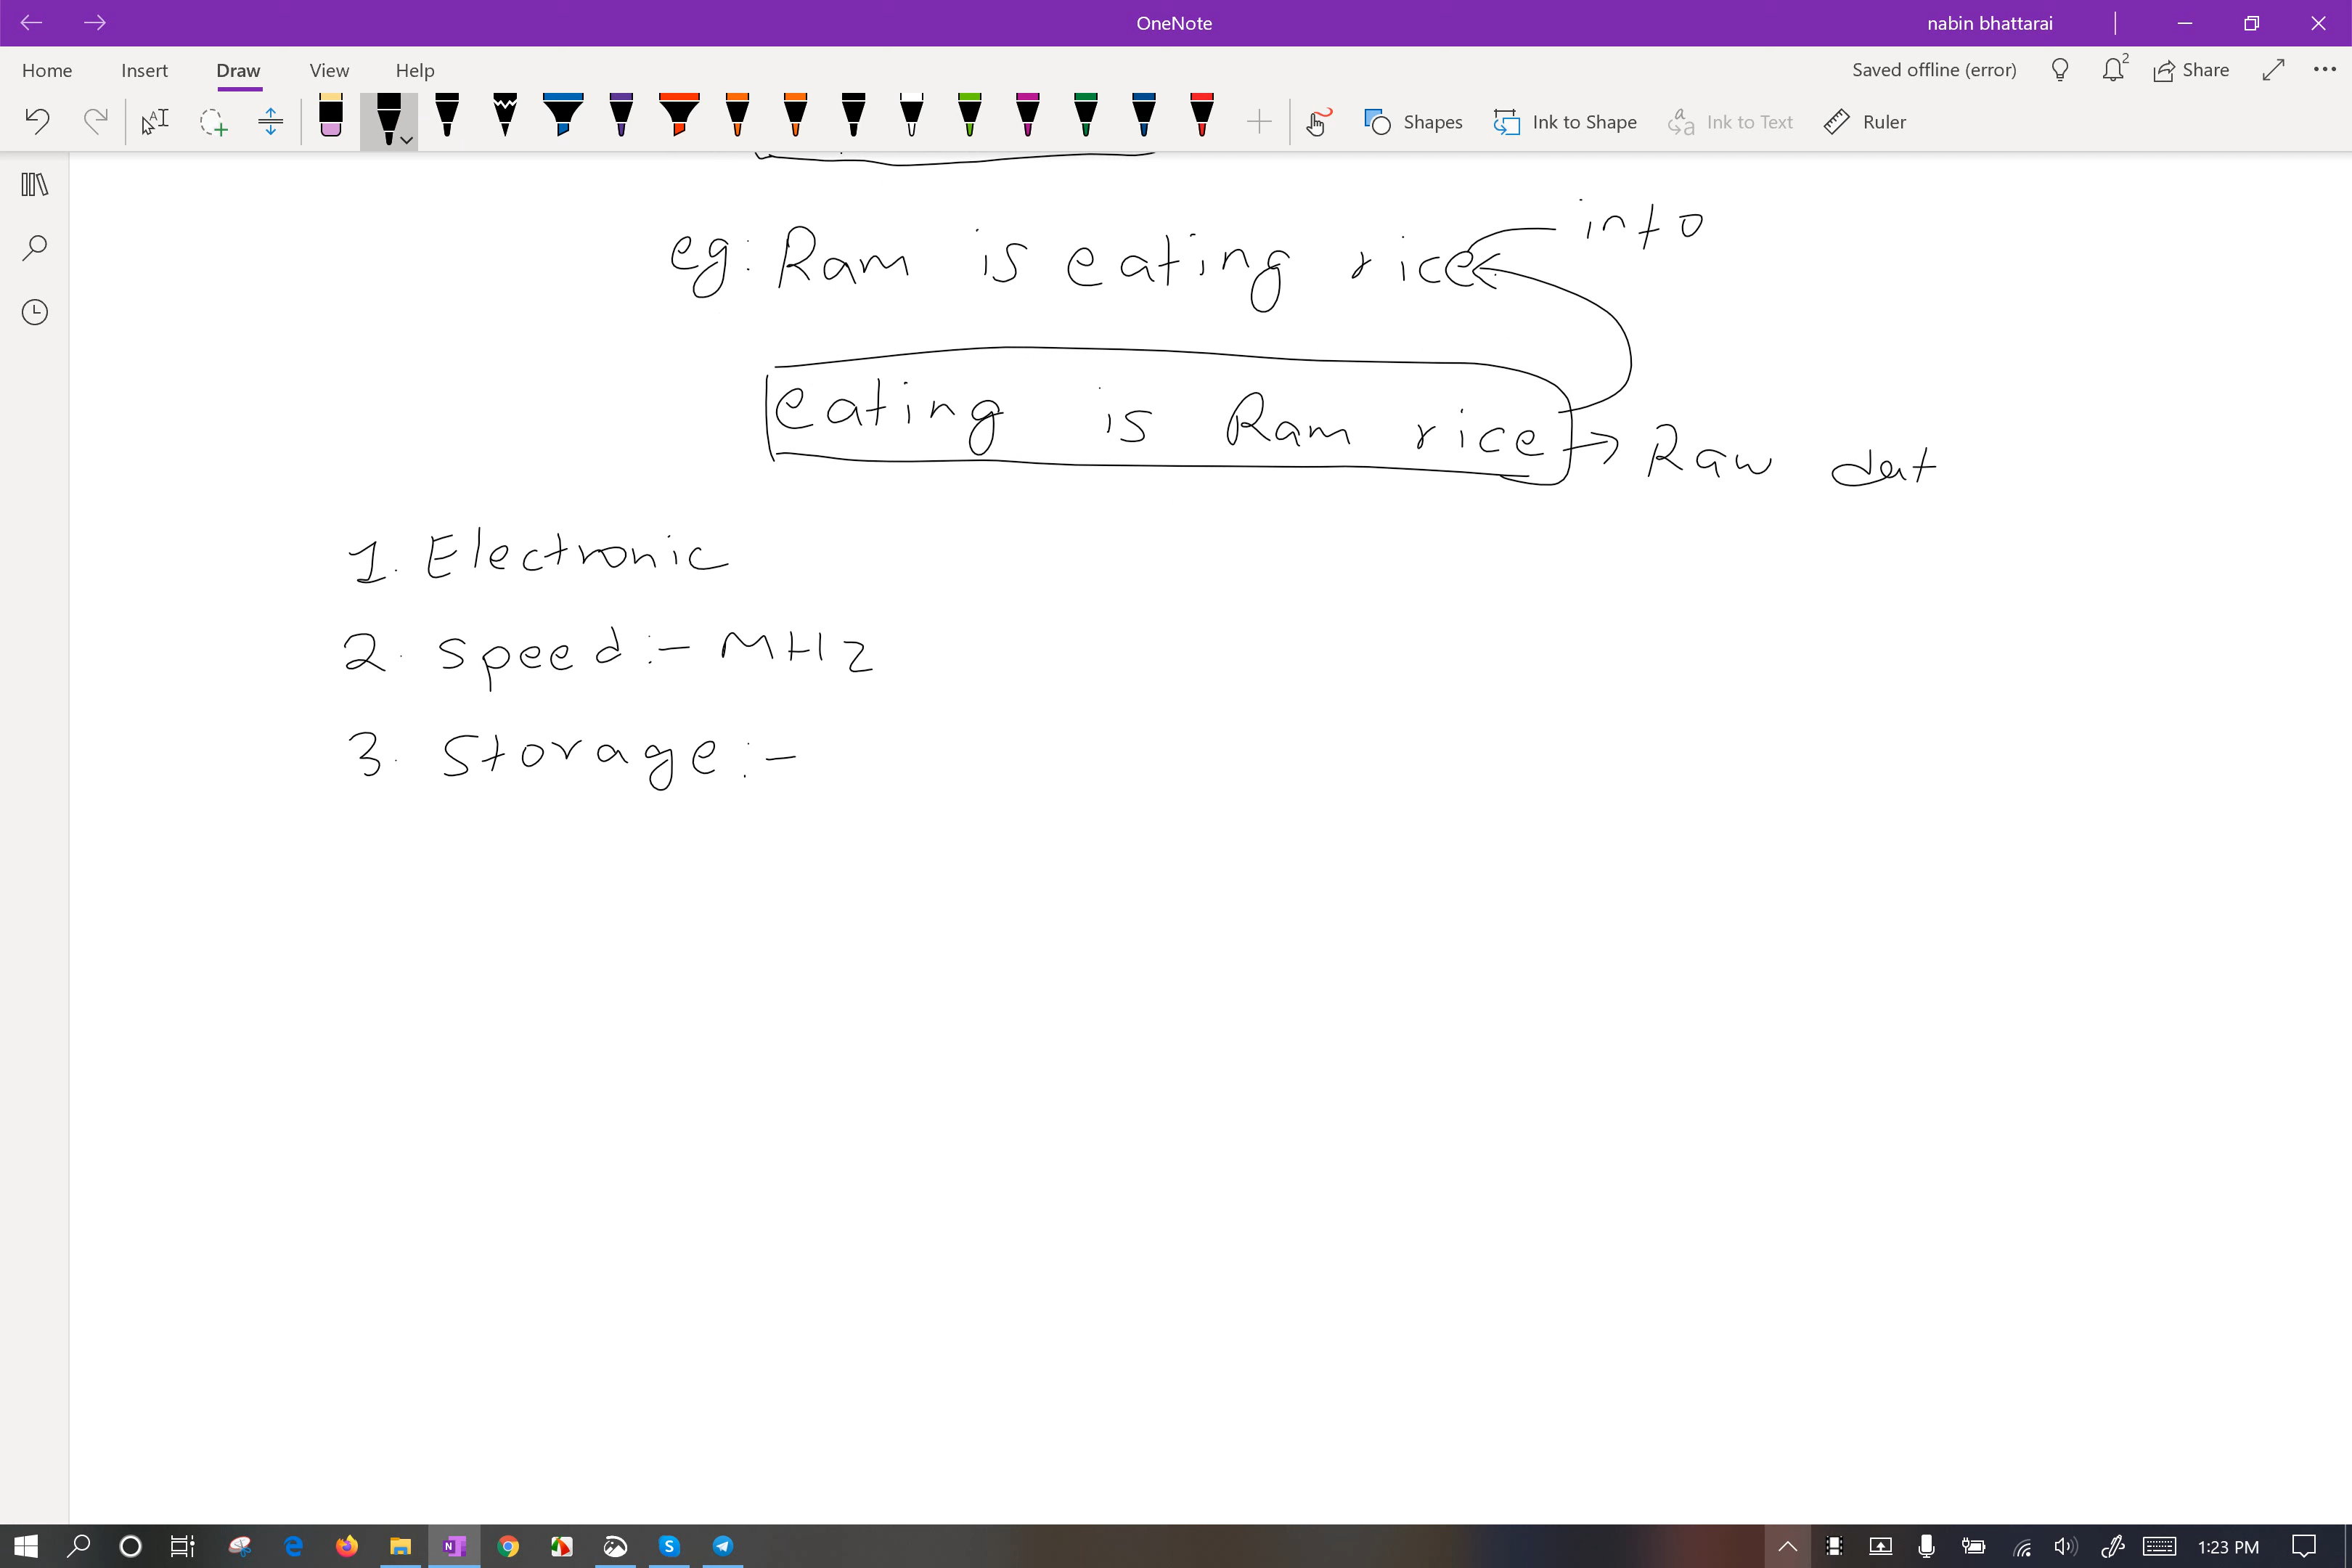 OneNote
nabin bhattarai
Home Insert Draw View Help
Saved offline (error)
2
Share
Shapes
Ink to Shape
Ink to Text
Ruler
info
eg: Ram is eating rice
eating is Ram rice
Raw dat
1. Electronic
2. Speed :- MHz
3. Storage :-
1:23 PM